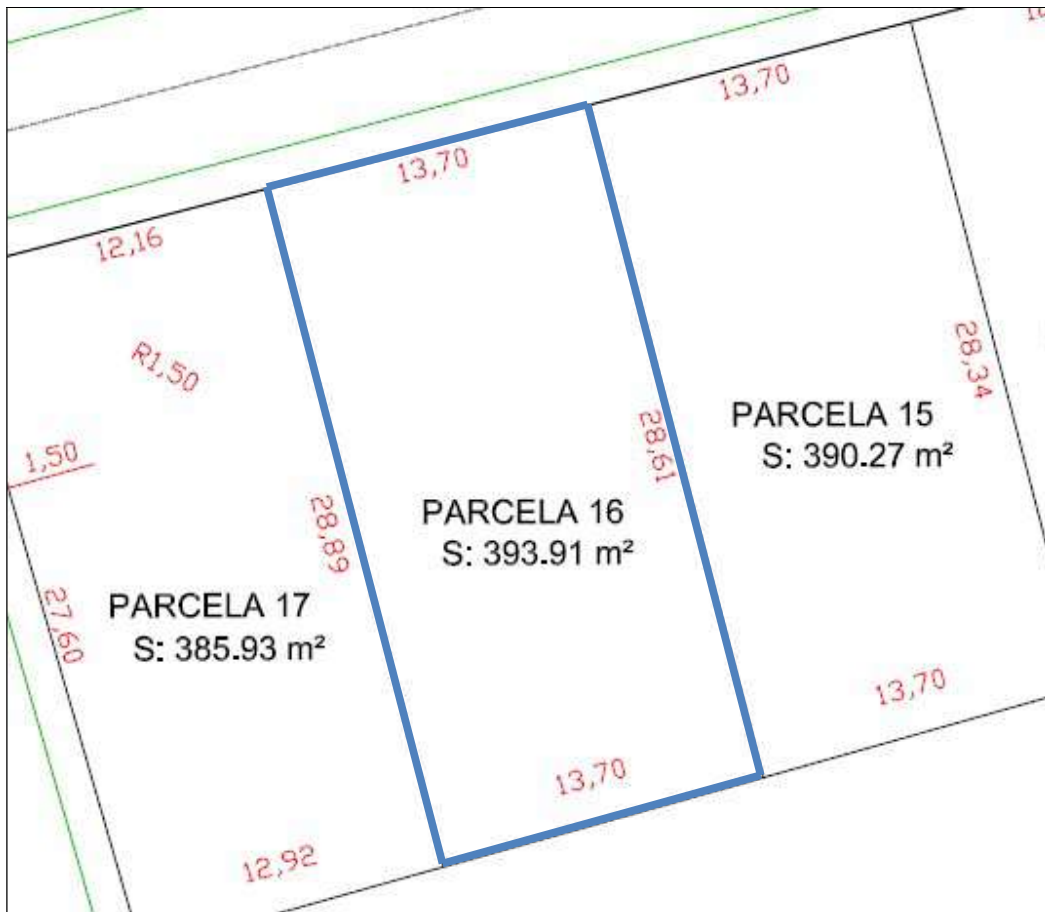 13,70
13,70
12,16
R1,50
28,34
PARCELA 15
S: 390.27 m²
28,61
1,50
PARCELA 16
S: 393.91 m²
28,89
27,60
PARCELA 17
S: 385.93 m²
13,70
13,70
12,92